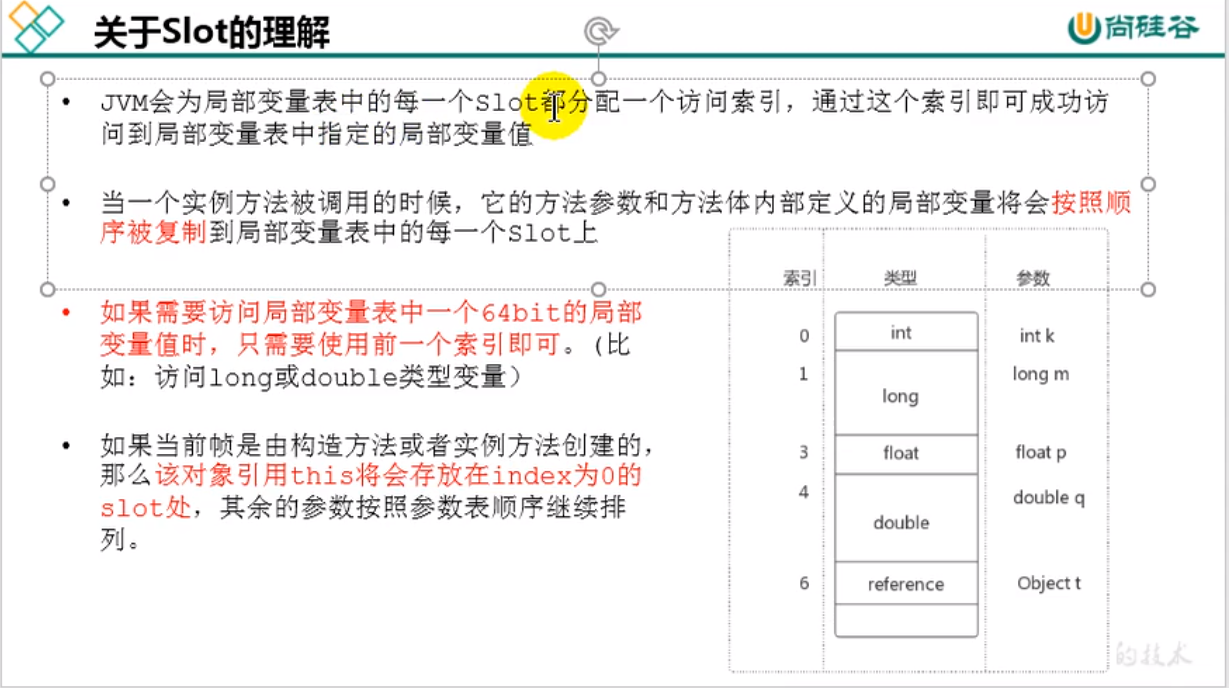 关于Slot的理解
尚硅谷
• JVM会为局部变量表中的每一个Slot都分配一个访问索引，通过这个索引即可成功访
问到局部变量表中指定的局部变量值
• 当一个实例方法被调用的时候，它的方法参数和方法体内部定义的局部变量将会按照顺
序被复制到局部变量表中的每一个Slot上
• 如果需要访问局部变量表中一个64bit的局部
变量值时，只需要使用前一个索引即可。(比
如：访问long或double类型变量）
• 如果当前帧是由构造方法或者实例方法创建的，
那么该对象引用this将会存放在index为0的
slot处，其余的参数按照参数表顺序继续排
列。
索引 类型 参数
0 int int k
1 long long m
3 float float p
4 double double q
6 reference Object t
的技术